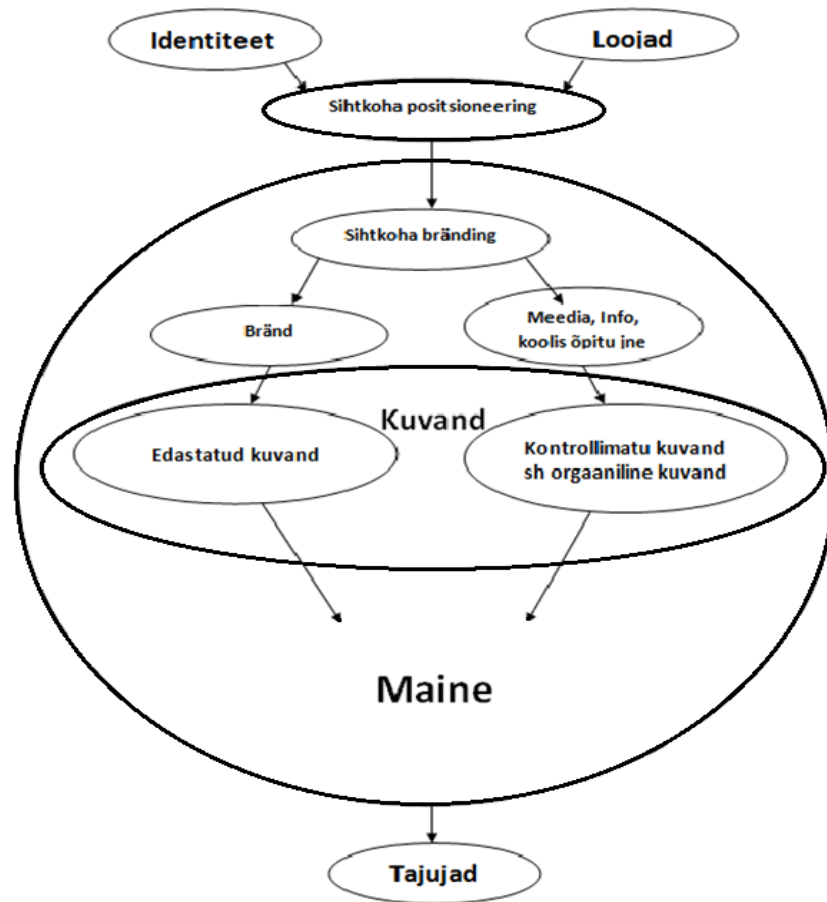 Identiteet
Loojad
Sihtkoha positsioneering
Sihtkoha bränding
Bränd
Meedia, Info,
koolis õpitu jne
Kuvand
Edastatud kuvand
Kontrollimatu kuvand
sh orgaaniline kuvand
Maine
Tajujad